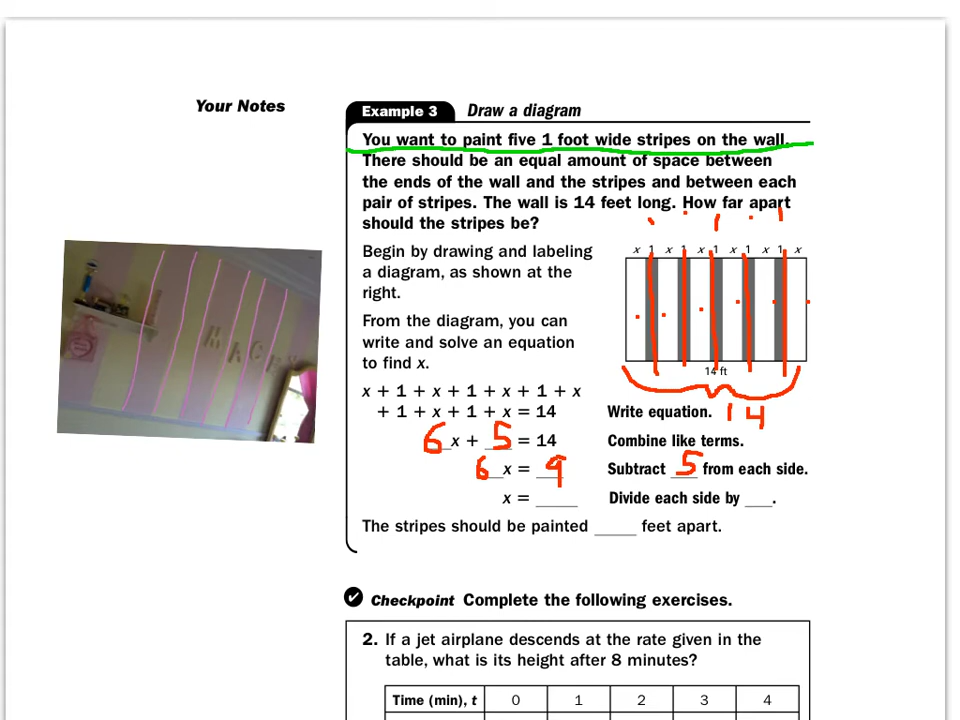 Your Notes
Example 3 Draw a diagram
You want to paint five 1 foot wide stripes on the wall.
There should be an equal amount of space between
the ends of the wall and the stripes and between each
pair of stripes. The wall is 14 feet long. How far apart
should the stripes be?
Begin by drawing and labeling
a diagram, as shown at the
right.
x 1 x 1 x 1 x 1 x 1 x
14 ft
14
From the diagram, you can
write and solve an equation
to find x.
x + 1 + x + 1 + x + 1 + x
+ 1 + x + 1 + x = 14 Write equation.
6x + 5 = 14 Combine like terms.
6x = 9 Subtract 5 from each side.
x = _____ Divide each side by ___.
The stripes should be painted _____ feet apart.
Checkpoint Complete the following exercises.
2. If a jet airplane descends at the rate given in the
table, what is its height after 8 minutes?
Time (min), t 0 1 2 3 4